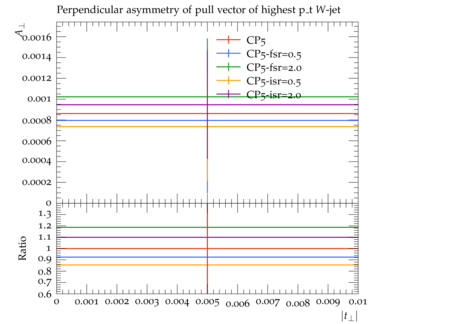 Perpendicular asymmetry of pull vector of highest p_t W-jet
A⊥
0.0016
0.0014
0.0012
0.001
0.0008
0.0006
0.0004
0.0002
0
CP5
CP5-fsr=0.5
CP5-fsr=2.0
CP5-isr=0.5
CP5-isr=2.0
Ratio
1.3
1.2
1.1
1
0.9
0.8
0.7
0.6
0 0.001 0.002 0.003 0.004 0.005 0.006 0.007 0.008 0.009 0.01
|t⊥|